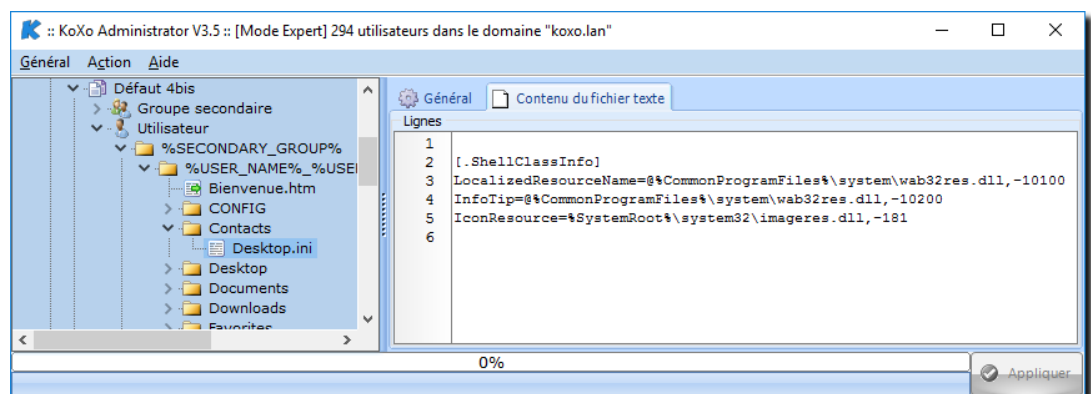 :: KoXo Administrator V3.5 :: [Mode Expert] 294 utilisateurs dans le domaine "koxo.lan"
Général Action Aide
Défaut 4bis
Groupe secondaire
Utilisateur
%SECONDARY_GROUP%
%USER_NAME%_%USE
Bienvenue.htm
CONFIG
Contacts
Desktop.ini
Desktop
Documents
Downloads
Favorites
Général Contenu du fichier texte
Lignes
1
2 [.ShellClassInfo]
3 LocalizedResourceName=@%CommonProgramFiles%\system\wab32res.dll,-10100
4 InfoTip=@%CommonProgramFiles%\system\wab32res.dll,-10200
5 IconResource=%SystemRoot%\system32\imageres.dll,-181
6
0%
Appliquer